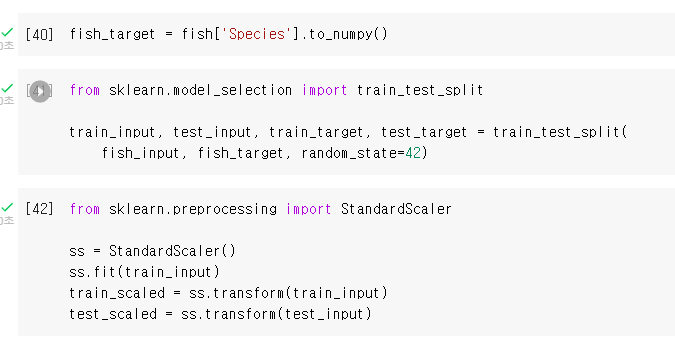 [40] fish_target = fish['Species'].to_numpy()
from sklearn.model_selection import train_test_split
train_input, test_input, train_target, test_target = train_test_split(
    fish_input, fish_target, random_state=42)
[42] from sklearn.preprocessing import StandardScaler
ss = StandardScaler()
ss.fit(train_input)
train_scaled = ss.transform(train_input)
test_scaled = ss.transform(test_input)